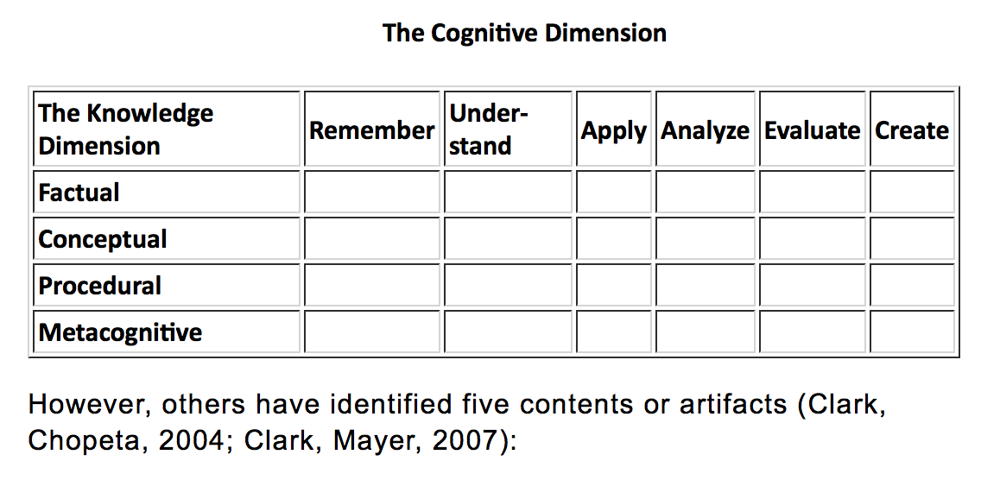 The Cognitive Dimension
The Knowledge
Dimension
Remember
Under-
stand
Apply
Analyze
Evaluate
Create
Factual
Conceptual
Procedural
Metacognitive
However, others have identified five contents or artifacts (Clark,
Chopeta, 2004; Clark, Mayer, 2007):